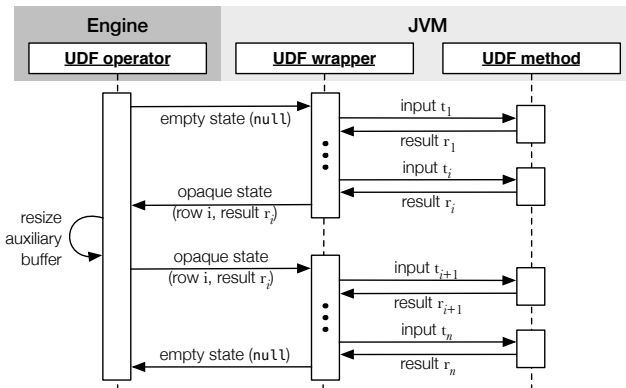 Engine
JVM
UDF operator
UDF wrapper
UDF method
empty state (null)
input t1
result r1
input ti
result ri
opaque state
(row i, result ri)
resize
auxiliary
buffer
opaque state
(row i, result ri)
input ti+1
result ri+1
input tn
result rn
empty state (null)